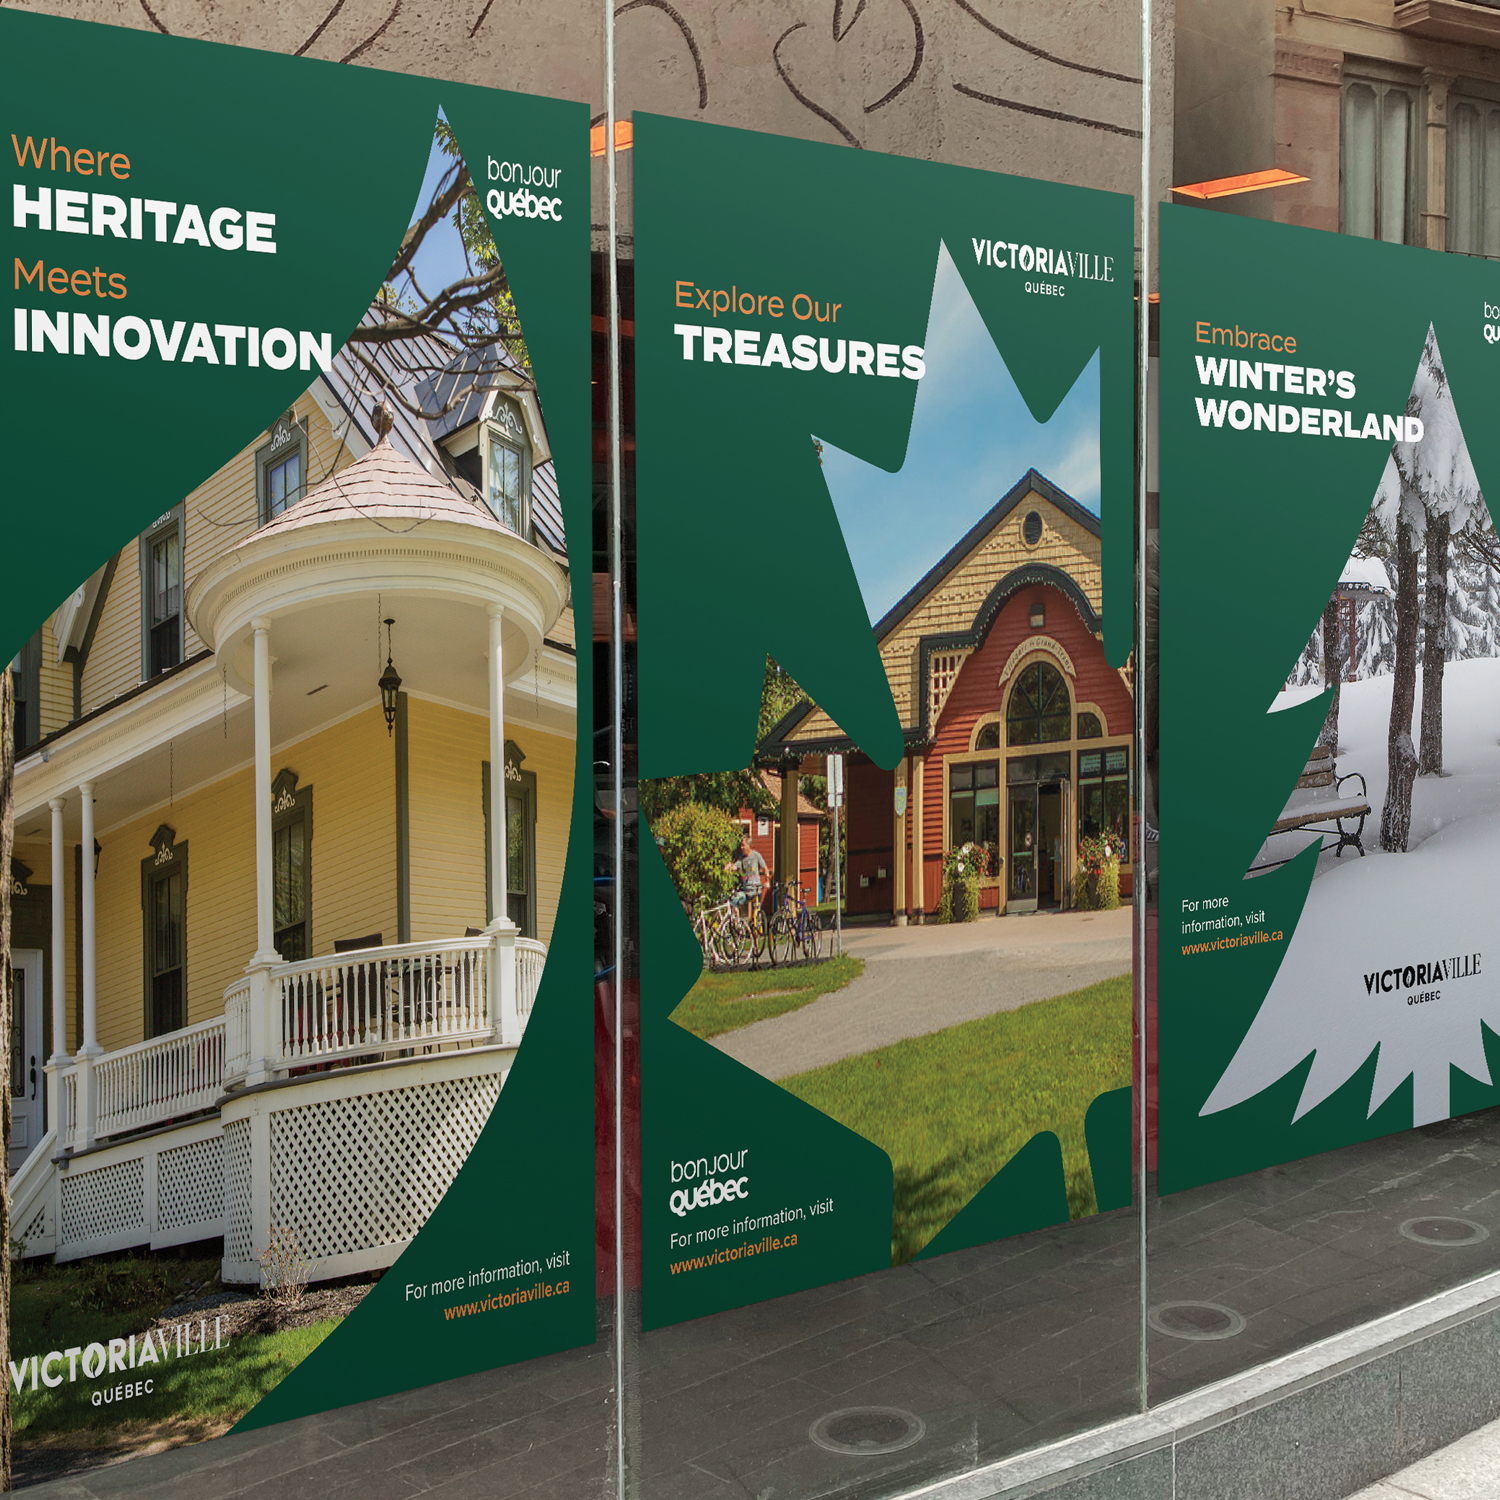 Where
HERITAGE
Meets
INNOVATION
bonjour
québec
For more information, visit
www.victoriaville.ca
VICTORIAVILLE
QUÉBEC
Explore Our
TREASURES
VICTORIAVILLE
QUÉBEC
bonjour
québec
For more information, visit
www.victoriaville.ca
Embrace
WINTER'S
WONDERLAND
For more
information, visit
www.victoriaville.ca
VICTORIAVILLE
QUÉBEC